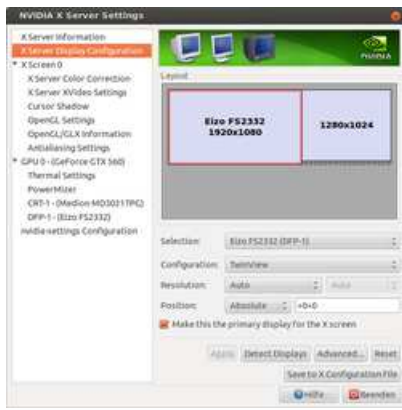 NVIDIA X Server Settings
X Server Information
X Server Display Configuration
X Screen 0
X Server Color Correction
X Server XVideo Settings
Cursor Shadow
OpenGL Settings
OpenGL/GLX Information
Antialiasing Settings
GPU 0 - (GeForce GTX 560)
Thermal Settings
PowerMizer
CRT-1 - (Medion MD30217PG)
DFP-1 - (Eizo FS2332)
nvidia-settings Configuration
NVIDIA
Layout
Eizo FS2332
1920x1080
1280x1024
Selection: Eizo FS2332 (DFP-1)
Configuration: TwinView
Resolution: Auto Auto
Position: Absolute +0+0
Make this the primary display for the X screen
Apply Detect Displays Advanced... Reset
Save to X Configuration File
Hilfe Beenden